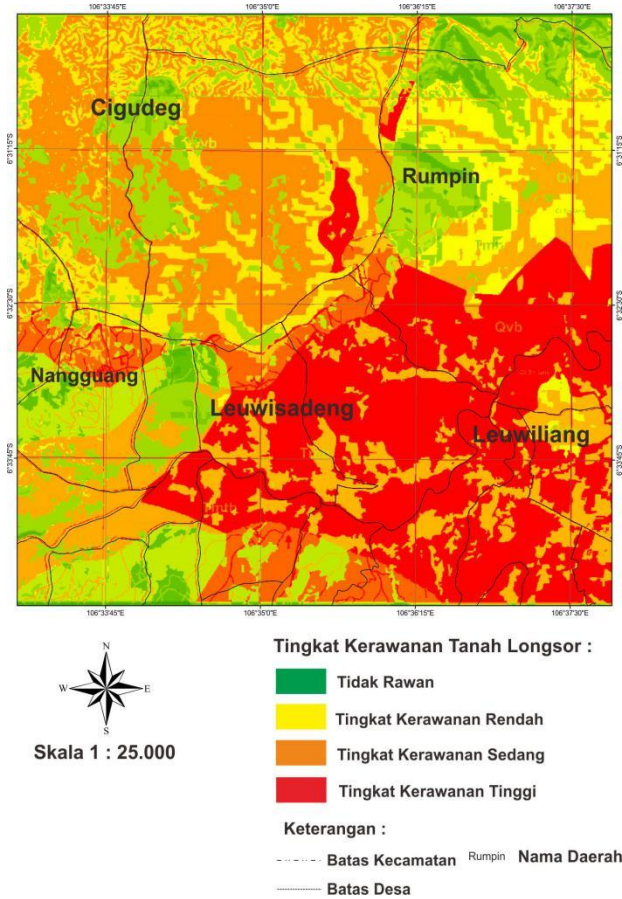 106°33'45"E 106°35'0"E 106°36'15"E 106°37'30"E
6°31'15"S 6°31'15"S
Cigudeg
Rumpin
6°32'30"S 6°32'30"S
Qvb
Nangguang
Leuwisadeng
Leuwiliang
6°33'45"S 6°33'45"S
Tmtb
106°33'45"E 106°35'0"E 106°36'15"E 106°37'30"E
N
W E
S
Skala 1 : 25.000
Tingkat Kerawanan Tanah Longsor :
Tidak Rawan
Tingkat Kerawanan Rendah
Tingkat Kerawanan Sedang
Tingkat Kerawanan Tinggi
Keterangan :
Batas Kecamatan Rumpin Nama Daerah
Batas Desa